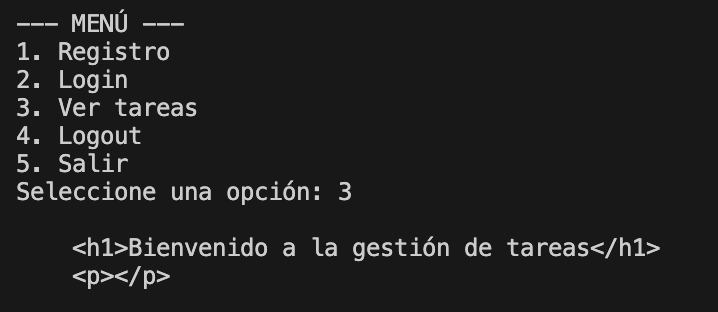 --- MENÚ ---
1. Registro
2. Login
3. Ver tareas
4. Logout
5. Salir
Seleccione una opción: 3
<h1>Bienvenido a la gestión de tareas</h1>
<p></p>